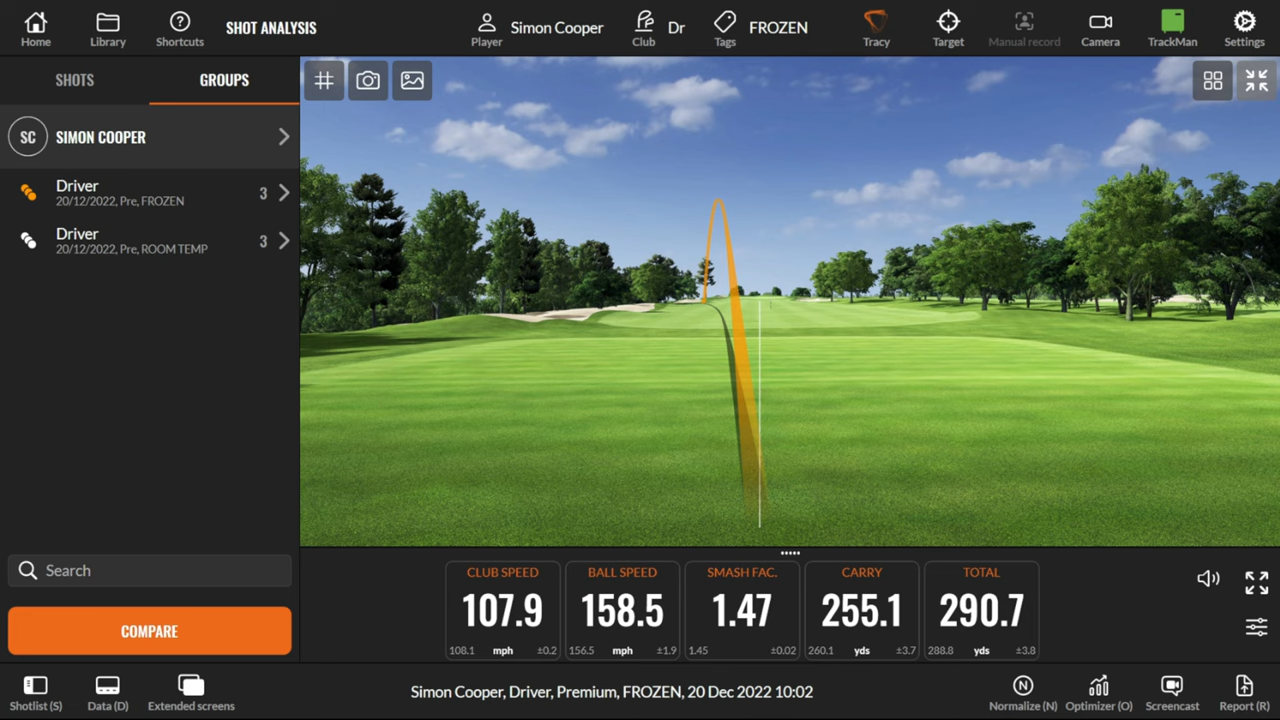 Home
Library
Shortcuts
SHOT ANALYSIS
Player
Simon Cooper
Club
Dr
Tags
FROZEN
Tracy
Target
Manual record
Camera
TrackMan
Settings
SHOTS
GROUPS
SC
SIMON COOPER
Driver
20/12/2022, Pre, FROZEN
3
Driver
20/12/2022, Pre, ROOM TEMP
3
Search
COMPARE
CLUB SPEED
107.9
108.1 mph ±0.2
BALL SPEED
158.5
156.5 mph ±1.9
SMASH FAC.
1.47
1.45 ±0.02
CARRY
255.1
260.1 yds ±3.7
TOTAL
290.7
288.8 yds ±3.8
Shotlist (S)
Data (D)
Extended screens
Simon Cooper, Driver, Premium, FROZEN, 20 Dec 2022 10:02
N
Normalize (N)
Optimizer (O)
Screencast
Report (R)